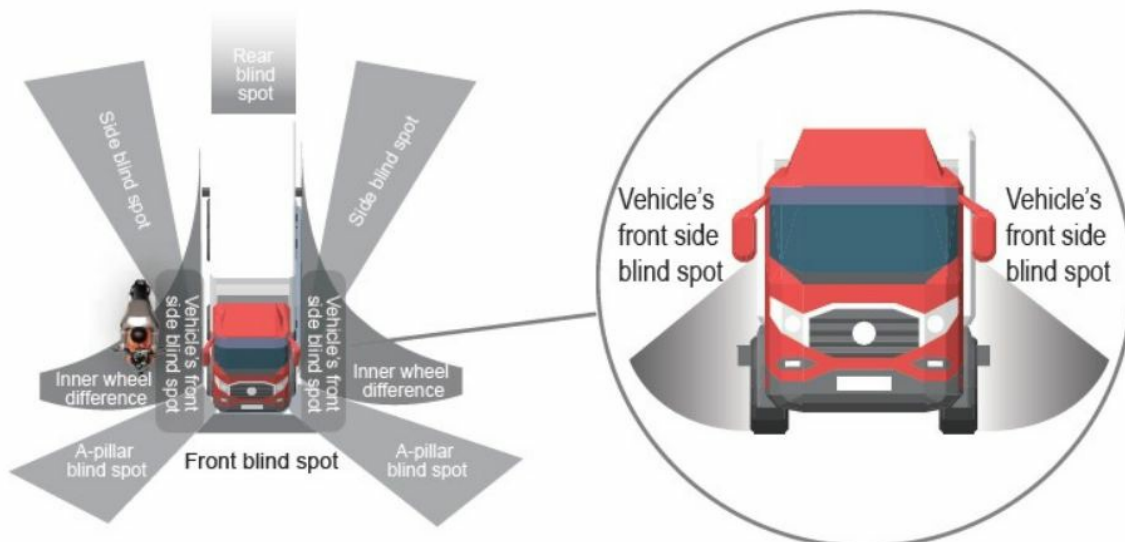 Rear
blind
spot
Side blind spot
Side blind spot
Vehicle's front
side blind spot
Vehicle's front
side blind spot
Inner wheel
difference
Inner wheel
difference
A-pillar
blind spot
Front blind spot
A-pillar
blind spot
Vehicle's
front side
blind spot
Vehicle's
front side
blind spot